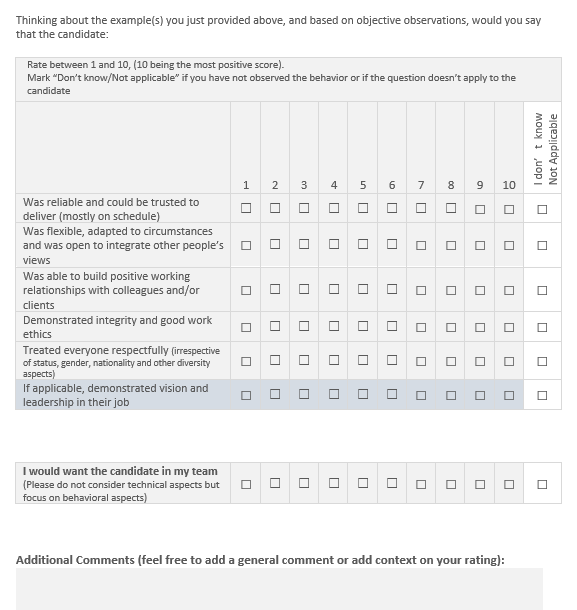 Thinking about the example(s) you just provided above, and based on objective observations, would you say
that the candidate:
Rate between 1 and 10, (10 being the most positive score).
Mark "Don't know/Not applicable" if you have not observed the behavior or if the question doesn't apply to the
candidate
1 2 3 4 5 6 7 8 9 10
I don' t know
Not Applicable
Was reliable and could be trusted to
deliver (mostly on schedule)
Was flexible, adapted to circumstances
and was open to integrate other people's
views
Was able to build positive working
relationships with colleagues and/or
clients
Demonstrated integrity and good work
ethics
Treated everyone respectfully (irrespective
of status, gender, nationality and other diversity
aspects)
If applicable, demonstrated vision and
leadership in their job
I would want the candidate in my team
(Please do not consider technical aspects but
focus on behavioral aspects)
Additional Comments (feel free to add a general comment or add context on your rating):